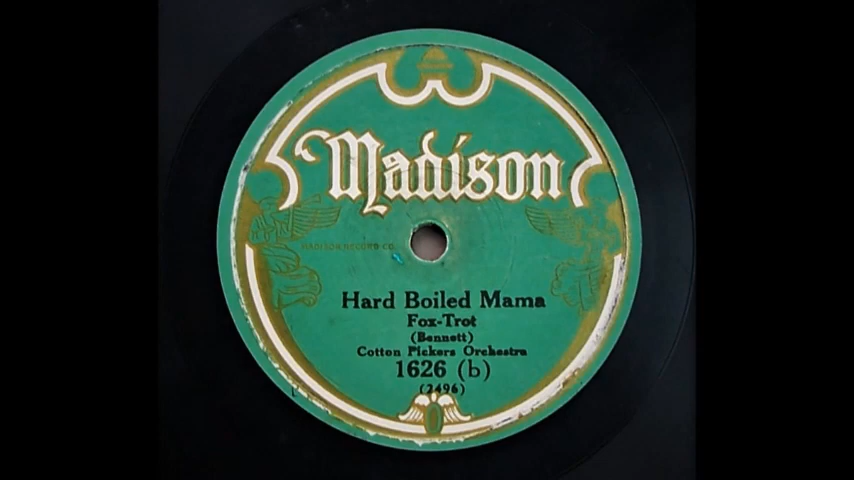 Madison
MADISON RECORD CO.
Hard Boiled Mama
Fox-Trot
(Bennett)
Cotton Pickers Orchestra
1626 (b)
(2496)